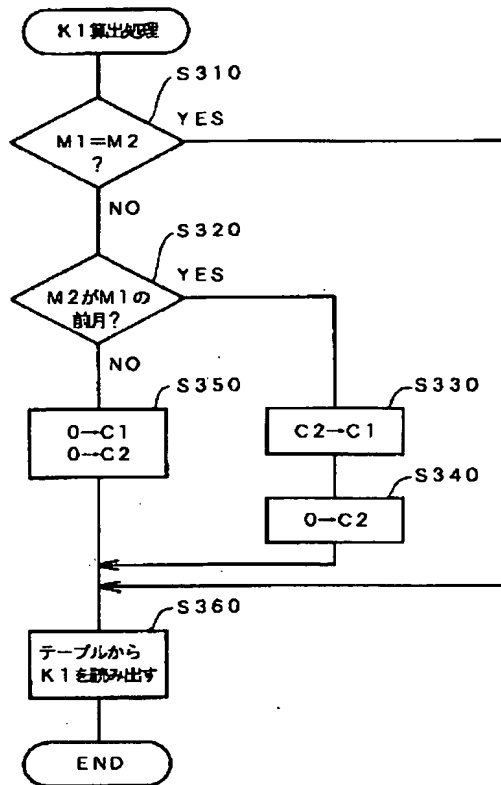 K1算出処理
S310
M1=M2
?
YES
NO
S320
M2がM1の
前月?
YES
NO
S350
0→C1
0→C2
S330
C2→C1
S340
0→C2
S360
テーブルから
K1を読み出す
END